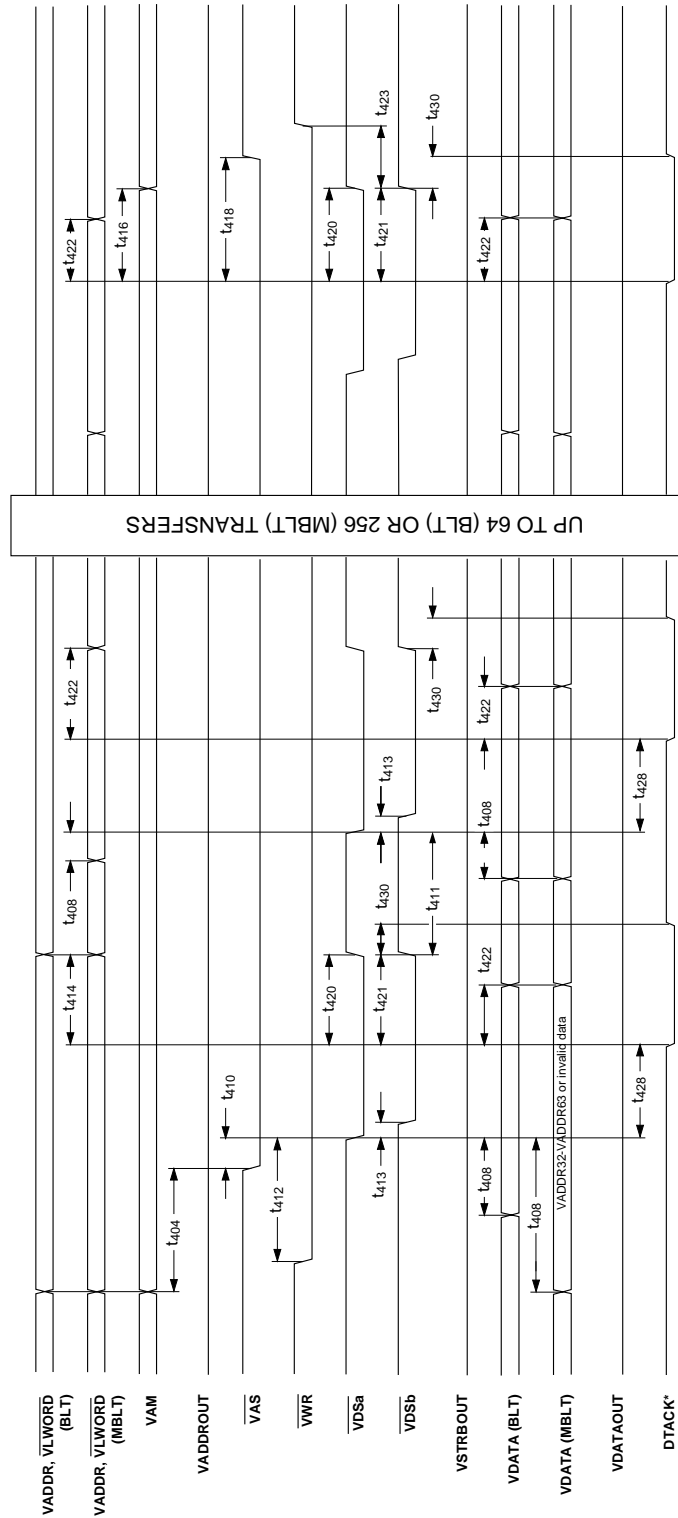 VADDR, VLWORD
(BLT)
t414
t408
t422
t422
VADDR, VLWORD
(MBLT)
t416
VAM
t404
VADDROUT
t410
t418
VAS
t412
VWR
t420
t420
VDSa
t413
t421
t430
t413
t421
t423
VDSb
t411
t430
t430
VSTRBOUT
t408
t422
t408
t422
t422
VDATA (BLT)
t408
VDATA (MBLT)
VADDR32-VADDR63 or invalid data
VDATAOUT
t428
t428
DTACK*
UP TO 64 (BLT) OR 256 (MBLT) TRANSFERS